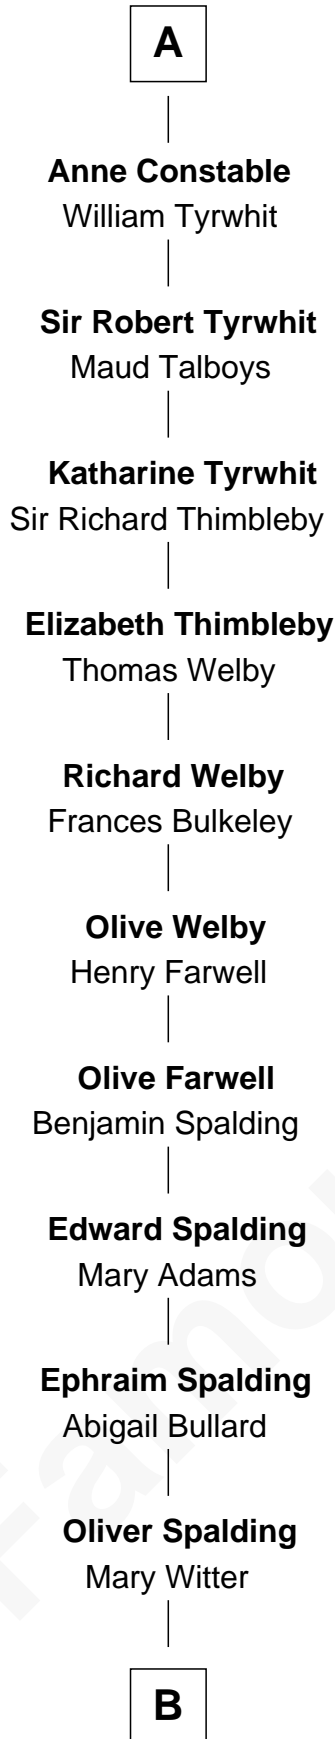 A
Anne Constable
William Tyrwhit
Sir Robert Tyrwhit
Maud Talboys
Katharine Tyrwhit
Sir Richard Thimbleby
Elizabeth Thimbleby
Thomas Welby
Richard Welby
Frances Bulkeley
Olive Welby
Henry Farwell
Olive Farwell
Benjamin Spalding
Edward Spalding
Mary Adams
Ephraim Spalding
Abigail Bullard
Oliver Spalding
Mary Witter
B